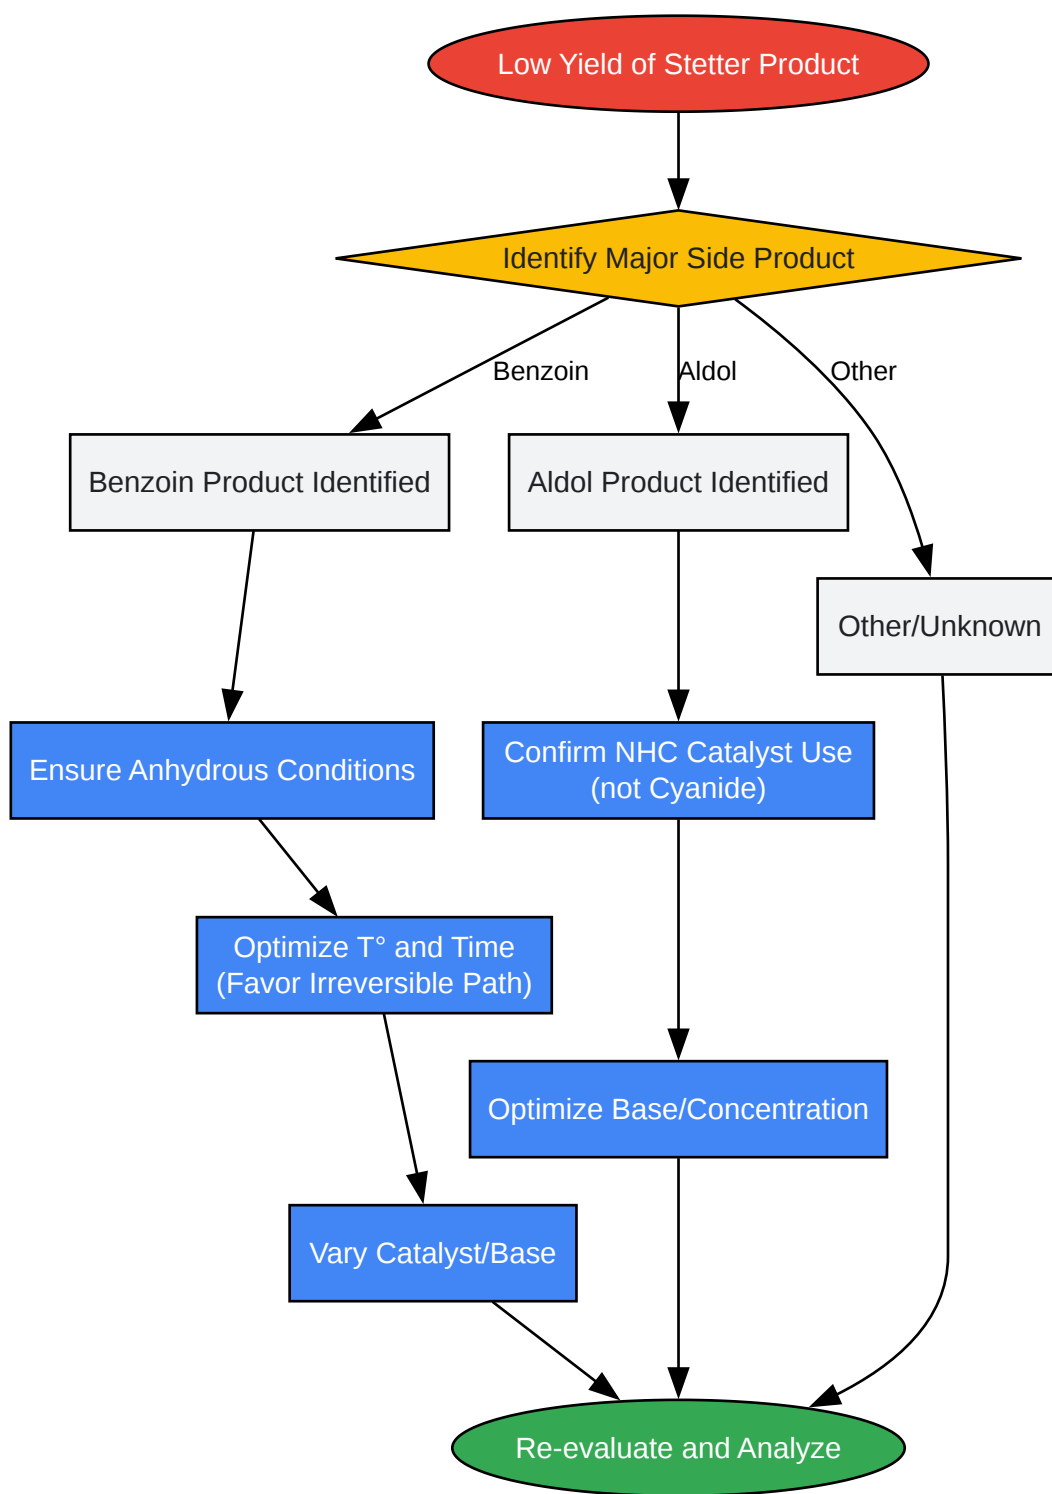 Low Yield of Stetter Product
Identify Major Side Product
Benzoin
Aldol
Other
Benzoin Product Identified
Aldol Product Identified
Other/Unknown
Ensure Anhydrous Conditions
Confirm NHC Catalyst Use
(not Cyanide)
Optimize T° and Time
(Favor Irreversible Path)
Optimize Base/Concentration
Vary Catalyst/Base
Re-evaluate and Analyze